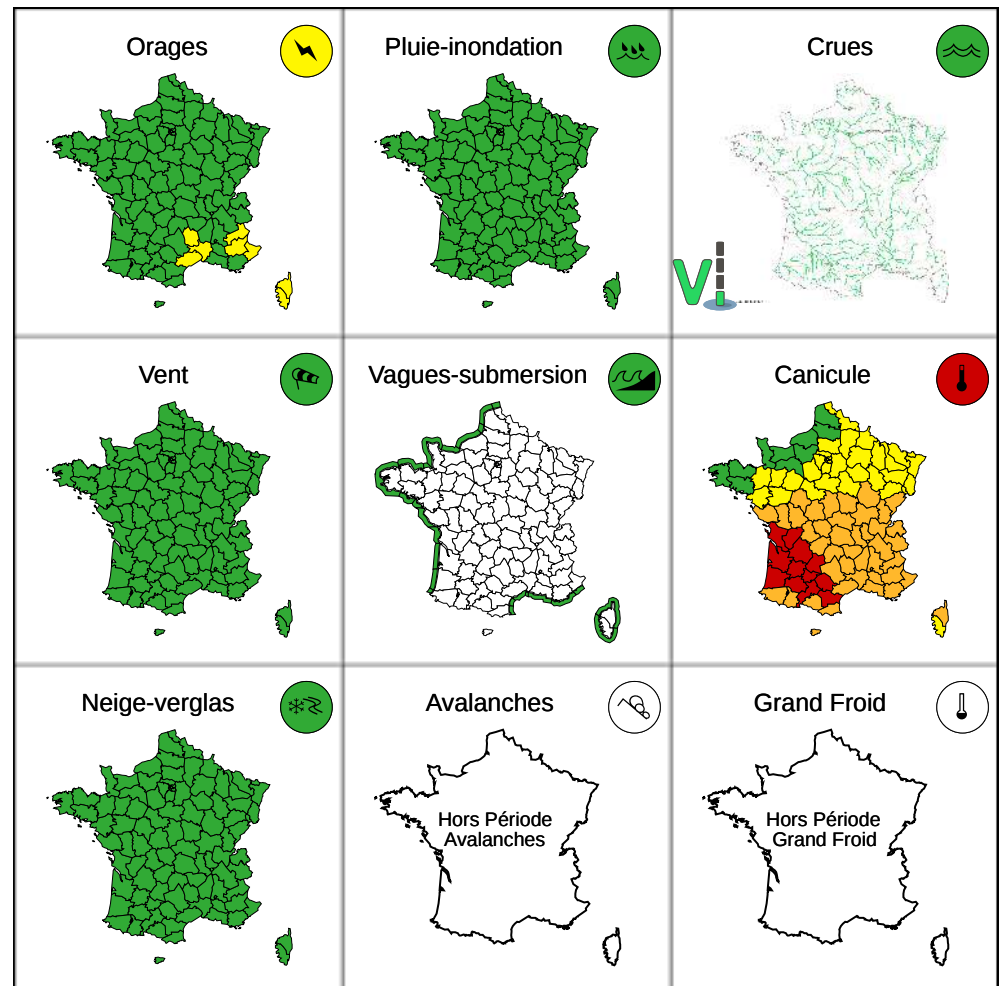 Orages
Pluie-inondation
Crues
Vi
Vent
Vagues-submersion
Canicule
Neige-verglas
Avalanches
Grand Froid
Hors Période
Avalanches
Hors Période
Grand Froid